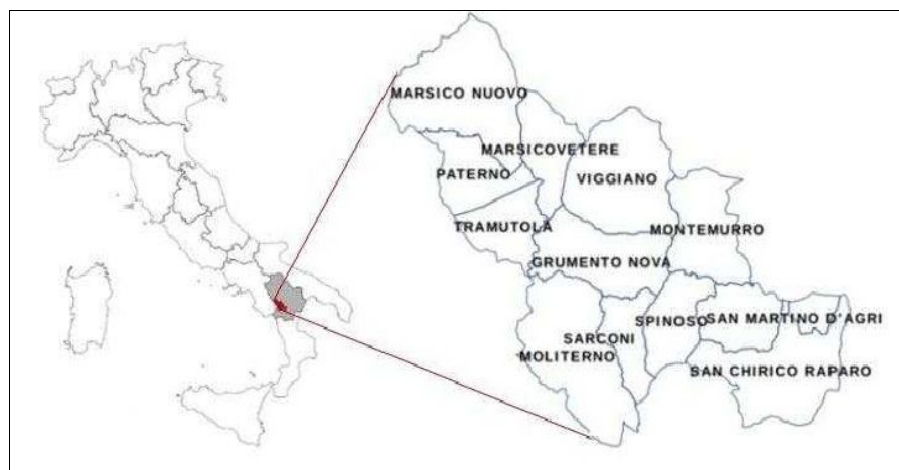 MARSICO NUOVO
MARSICOVETERE
PATERNO
VIGGIANO
TRAMUTOLA
MONTEMURRO
GRUMENTO NOVA
SPINOSO
SAN MARTINO D'AGRI
SARCONI
MOLITERNO
SAN CHIRICO RAPARO